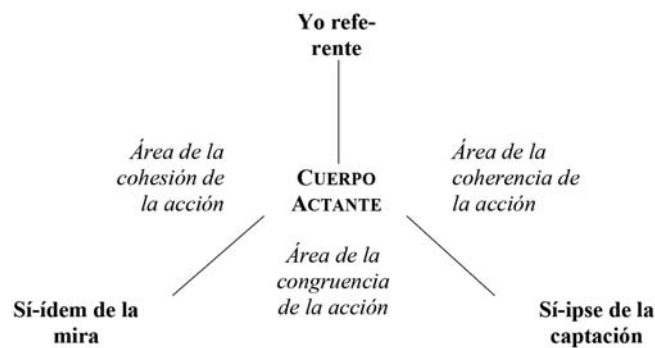 Yo refe-
rente
Área de la
cohesión de
la acción
CUERPO
ACTANTE
Área de la
coherencia de
la acción
Área de la
congruencia
de la acción
Sí-ídem de la
mira
Sí-ipse de la
captación